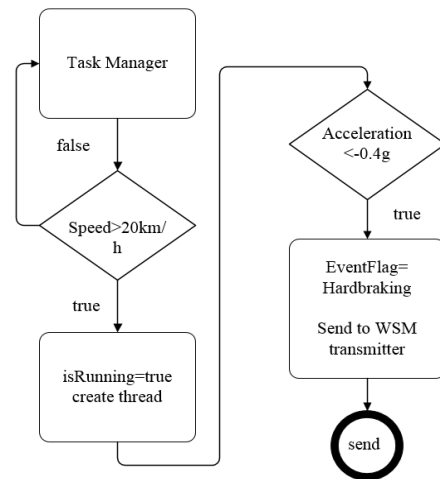 Task Manager
false
Speed>20km/
h
true
isRunning=true
create thread
Acceleration
<-0.4g
true
EventFlag=
Hardbraking
Send to WSM
transmitter
send